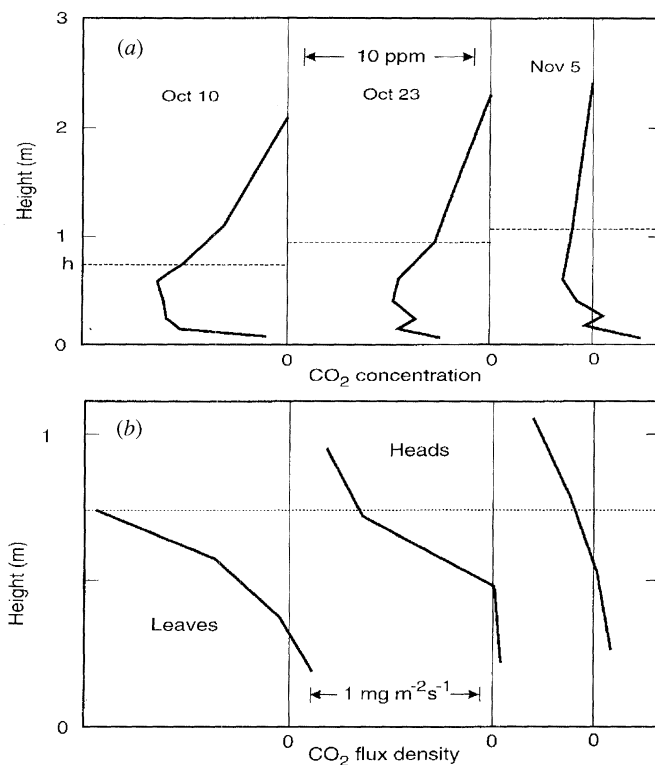 (a)
10 ppm
Nov 5
Oct 10
Oct 23
Height (m)
3
2
1
h
0
0
0
0
CO₂ concentration
(b)
Heads
Leaves
1 mg m⁻²s⁻¹
Height (m)
1
0
0
0
0
CO₂ flux density